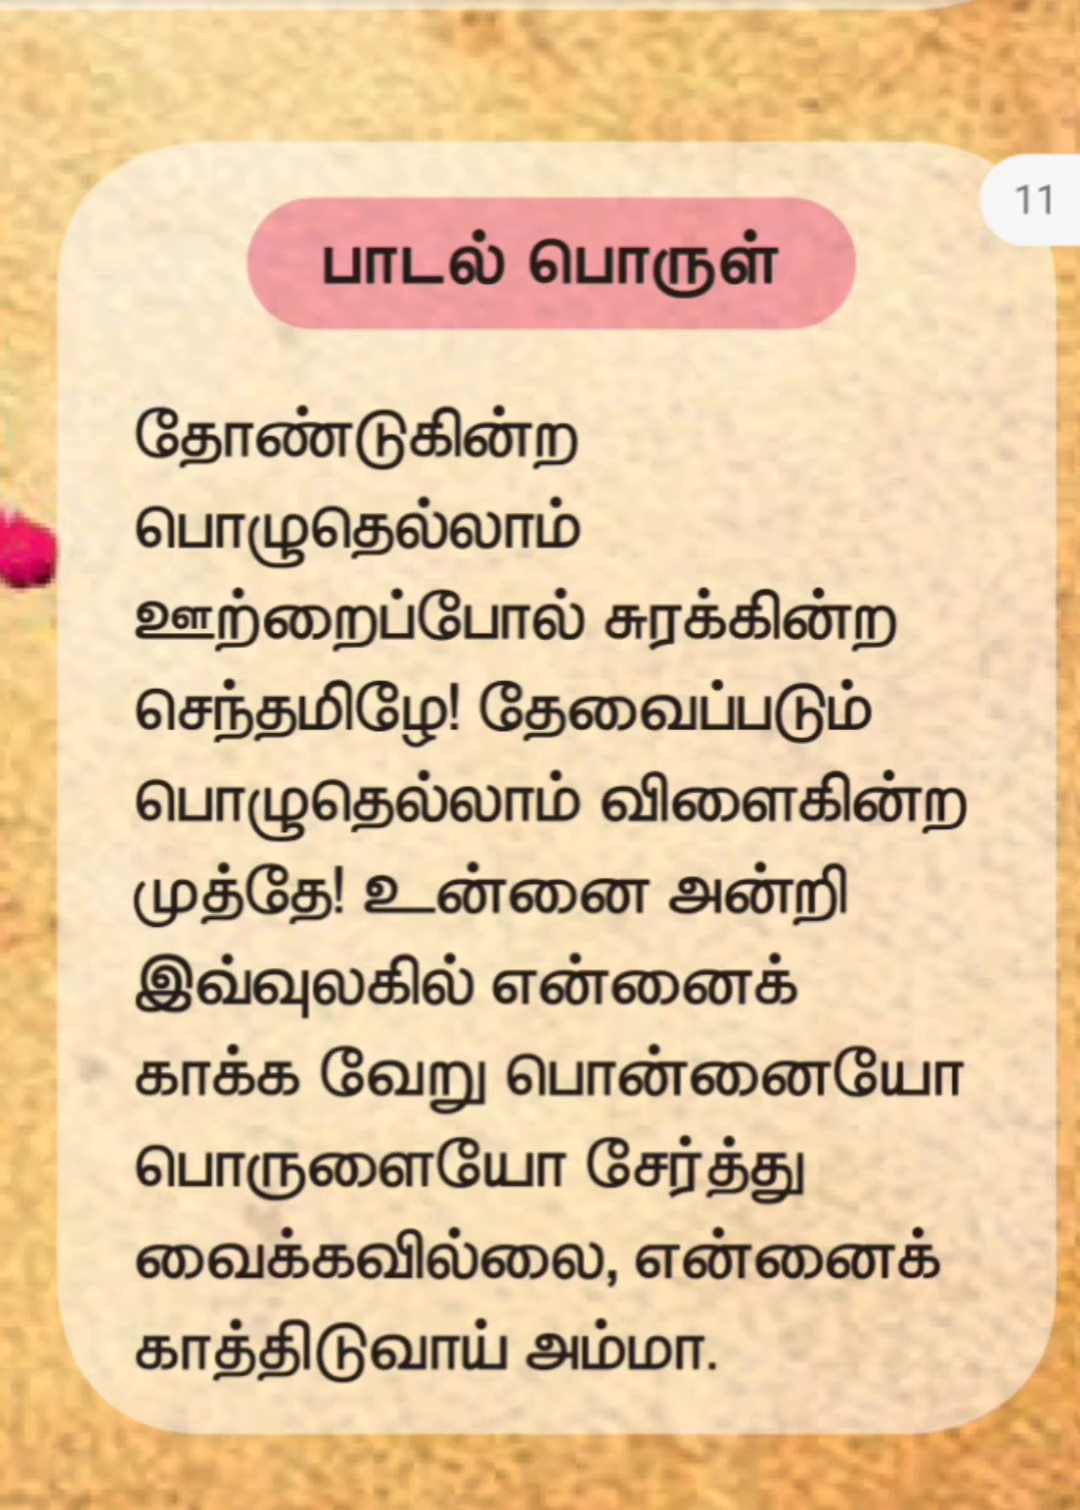 11
பாடல் பொருள்
தோண்டுகின்ற
பொழுதெல்லாம்
ஊற்றைப்போல் சுரக்கின்ற
செந்தமிழே! தேவைப்படும்
பொழுதெல்லாம் விளைகின்ற
முத்தே! உன்னை அன்றி
இவ்வுலகில் என்னைக்
காக்க வேறு பொன்னையோ
பொருளையோ சேர்த்து
வைக்கவில்லை, என்னைக்
காத்திடுவாய் அம்மா.